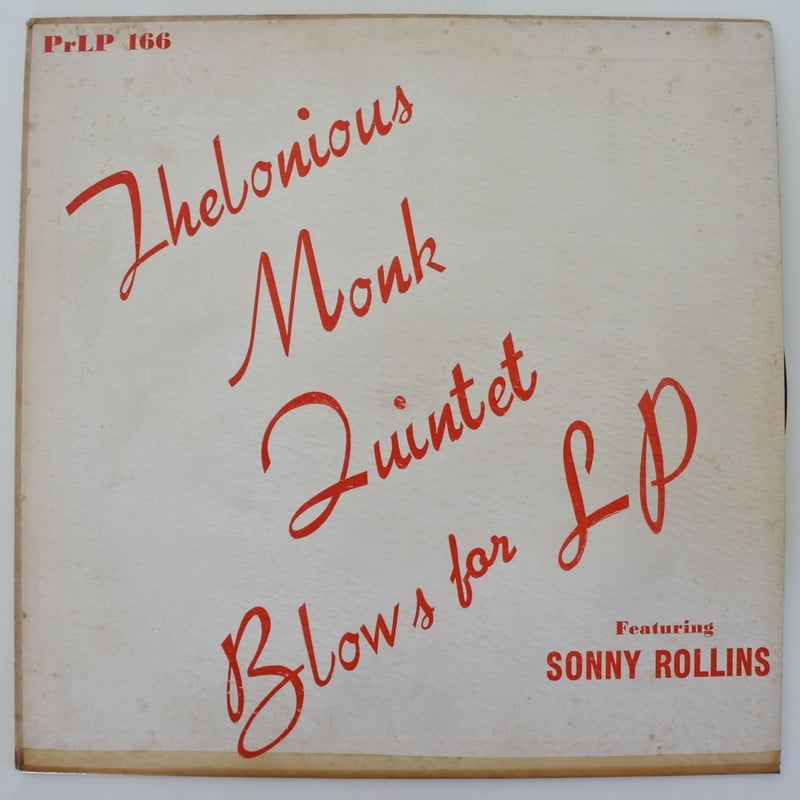 PrLP 166
Thelonious
Monk
Quintet
Blows for LP
Featuring
SONNY ROLLINS